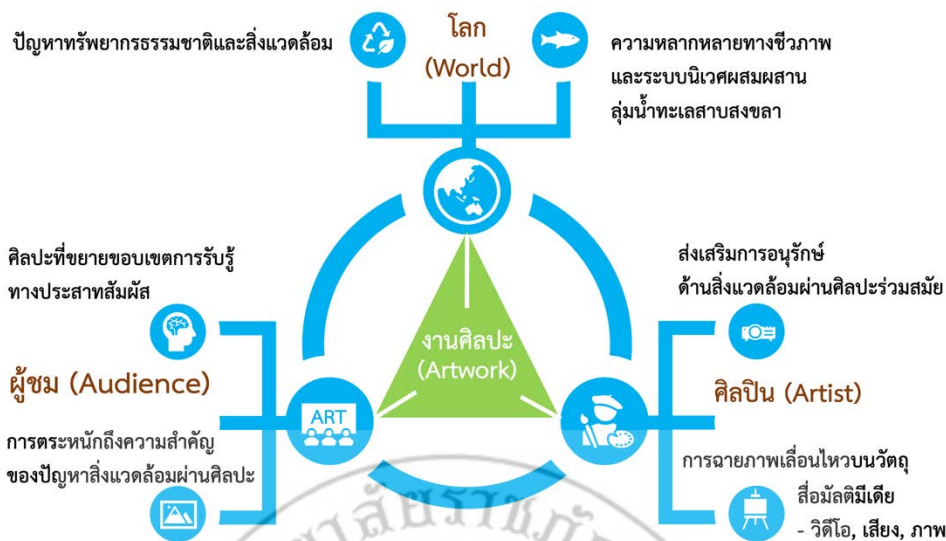 ปัญหาทรัพยากรธรรมชาติและสิ่งแวดล้อม
โลก
(World)
ความหลากหลายทางชีวภาพ
และระบบนิเวศผสมผสาน
ลุ่มน้ำทะเลสาบสงขลา
ศิลปะที่ขยายขอบเขตการรับรู้
ทางประสาทสัมผัส
ส่งเสริมการอนุรักษ์
ด้านสิ่งแวดล้อมผ่านศิลปะร่วมสมัย
งานศิลปะ
(Artwork)
ผู้ชม (Audience)
ART
ศิลปิน (Artist)
การตระหนักถึงความสำคัญ
ของปัญหาสิ่งแวดล้อมผ่านศิลปะ
การฉายภาพเลื่อนไหวบนวัตถุ
สื่อมัลติมีเดีย
- วิดีโอ, เสียง, ภาพ